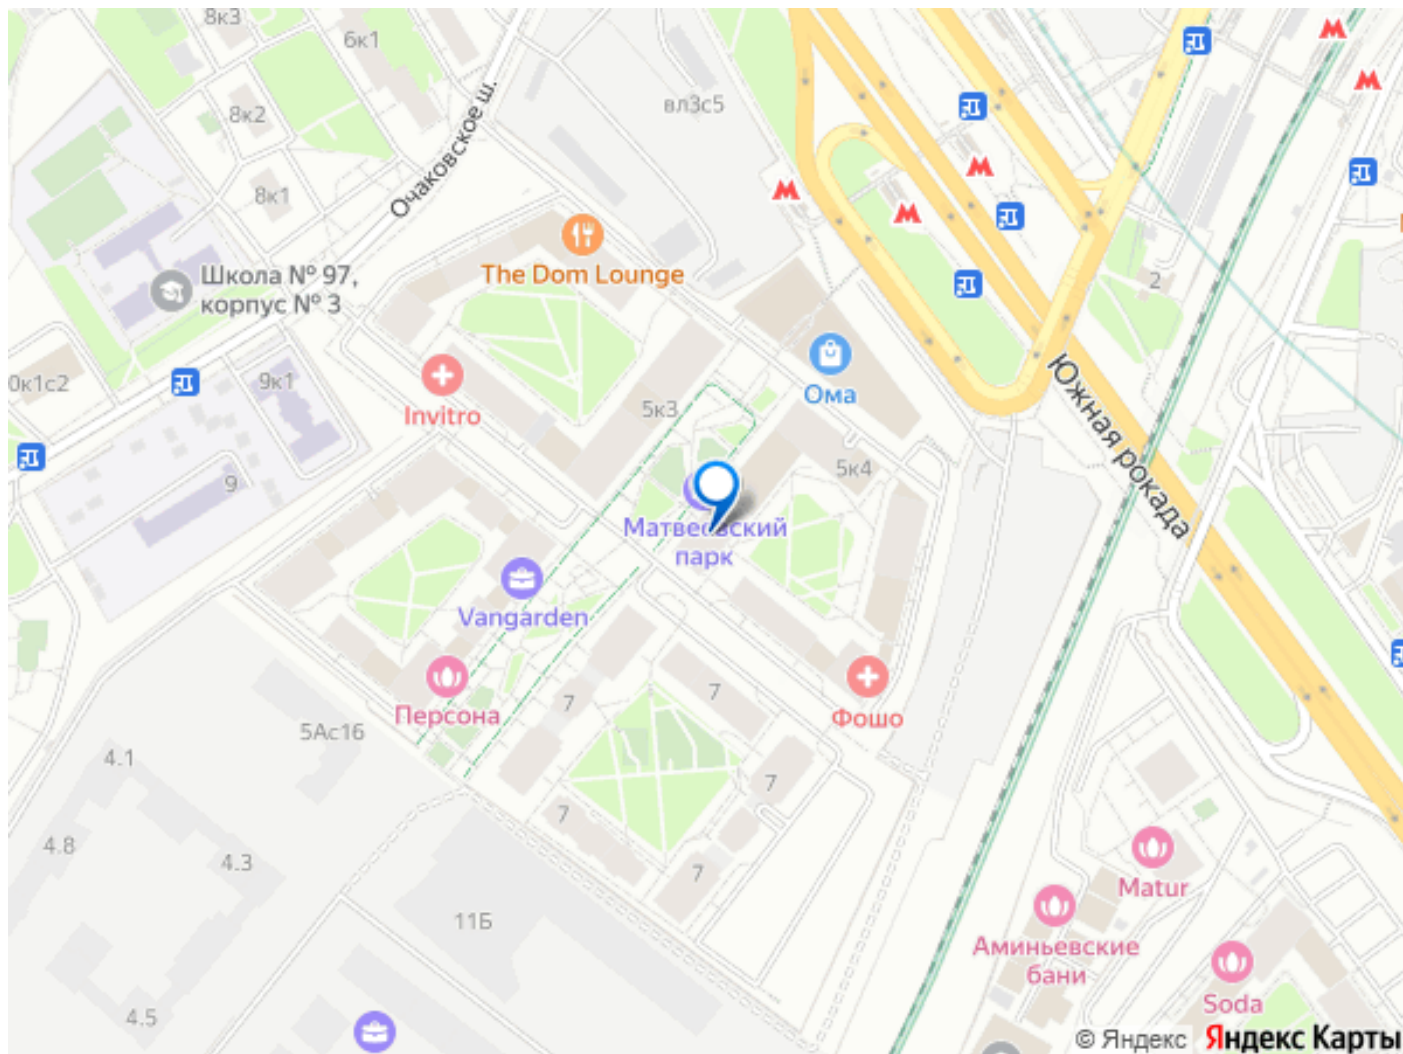 8к3
6к1
вл3с5
8к2
Очаковское ш.
8к1
Школа № 97,
корпус № 3
The Dom Lounge
2
Ома
Южная рокада
0к1с2
9к1
Invitro
5к3
5к4
9
Матвеевский
парк
Vangarden
Персона
7
7
Фошо
5Ас16
4.1
7
7
4.8
4.3
7
11Б
Matur
Аминьевские
бани
Soda
4.5
© Яндекс Яндекс Карты